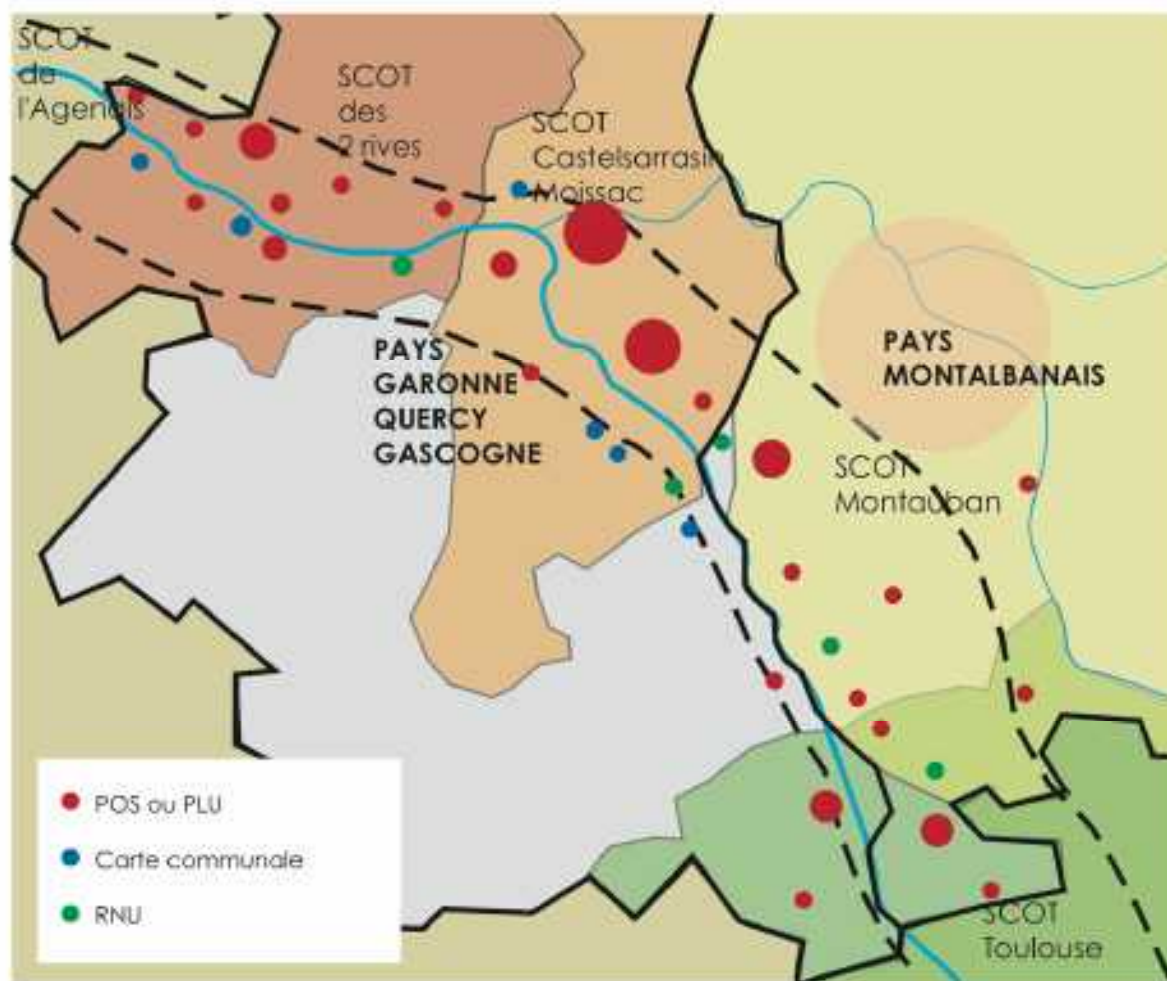 SCOT
de
l'Agenais
SCOT
des
2 rives
SCOT
Castelsarrasin
Moissac
PAYS
GARONNE
QUERCY
GASCOGNE
PAYS
MONTALBANAIS
SCOT
Montauban
POS ou PLU
Carte communale
RNU
SCOT
Toulouse